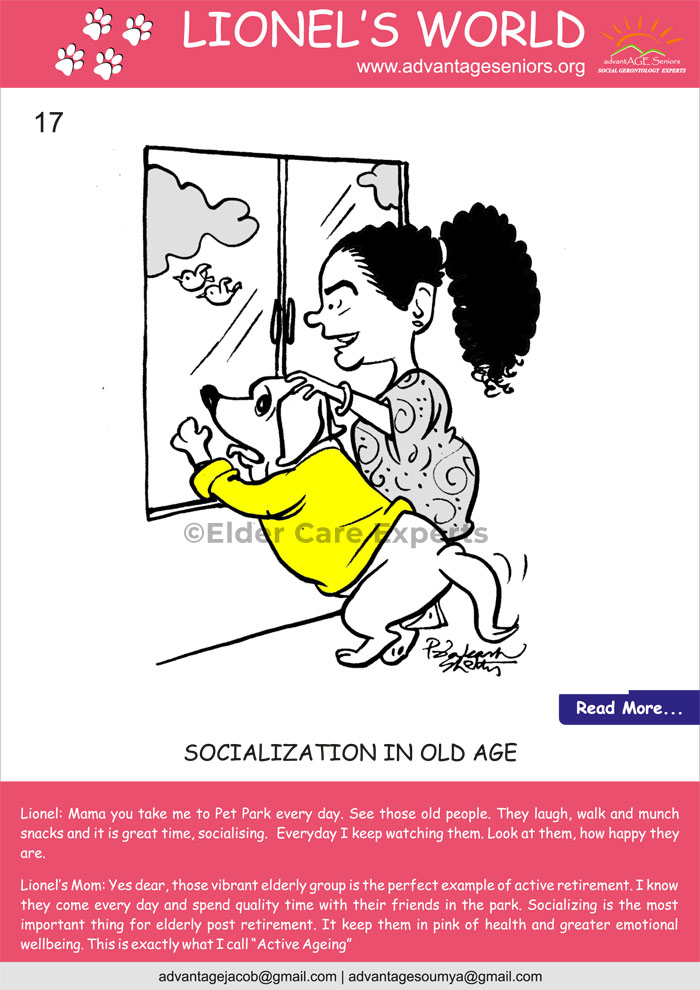 LIONEL'S WORLD
www.advantageseniors.org
advantAGE Seniors
SOCIAL GERONTOLOGY EXPERTS
17
©Elder Care Experts
Prakash
Shetty
Read More...
SOCIALIZATION IN OLD AGE
Lionel: Mama you take me to Pet Park every day. See those old people. They laugh, walk and munch
snacks and it is great time, socialising. Everyday I keep watching them. Look at them, how happy they
are.
Lionel's Mom: Yes dear, those vibrant elderly group is the perfect example of active retirement. I know
they come every day and spend quality time with their friends in the park. Socializing is the most
important thing for elderly post retirement. It keep them in pink of health and greater emotional
wellbeing. This is exactly what I call “Active Ageing”
advantagejacob@gmail.com | advantagesoumya@gmail.com